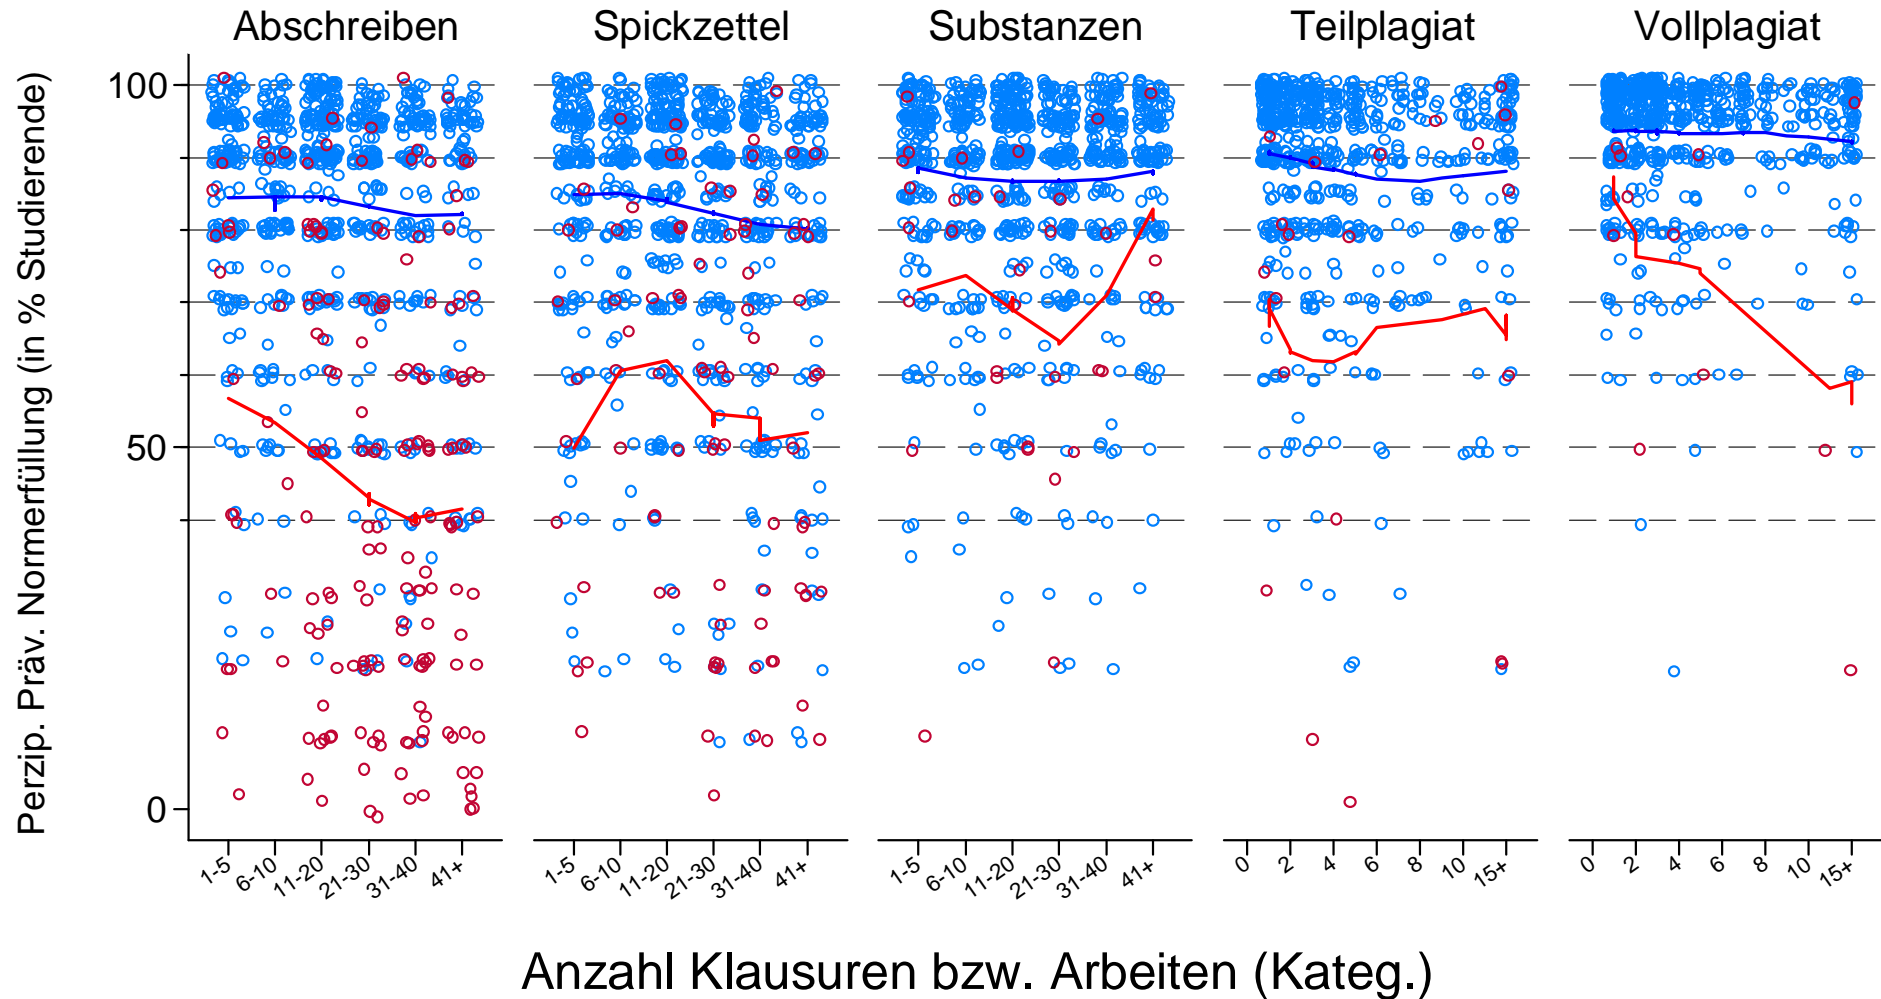 Abschreiben Spickzettel Substanzen Teilplagiat Vollplagiat
Perzip. Präv. Normerfüllung (in % Studierende)
100
50
0
1-5 6-10 11-20 21-30 31-40 41+ 1-5 6-10 11-20 21-30 31-40 41+ 1-5 6-10 11-20 21-30 31-40 41+ 0 2 4 6 8 10 15+ 0 2 4 6 8 10 15+
Anzahl Klausuren bzw. Arbeiten (Kateg.)